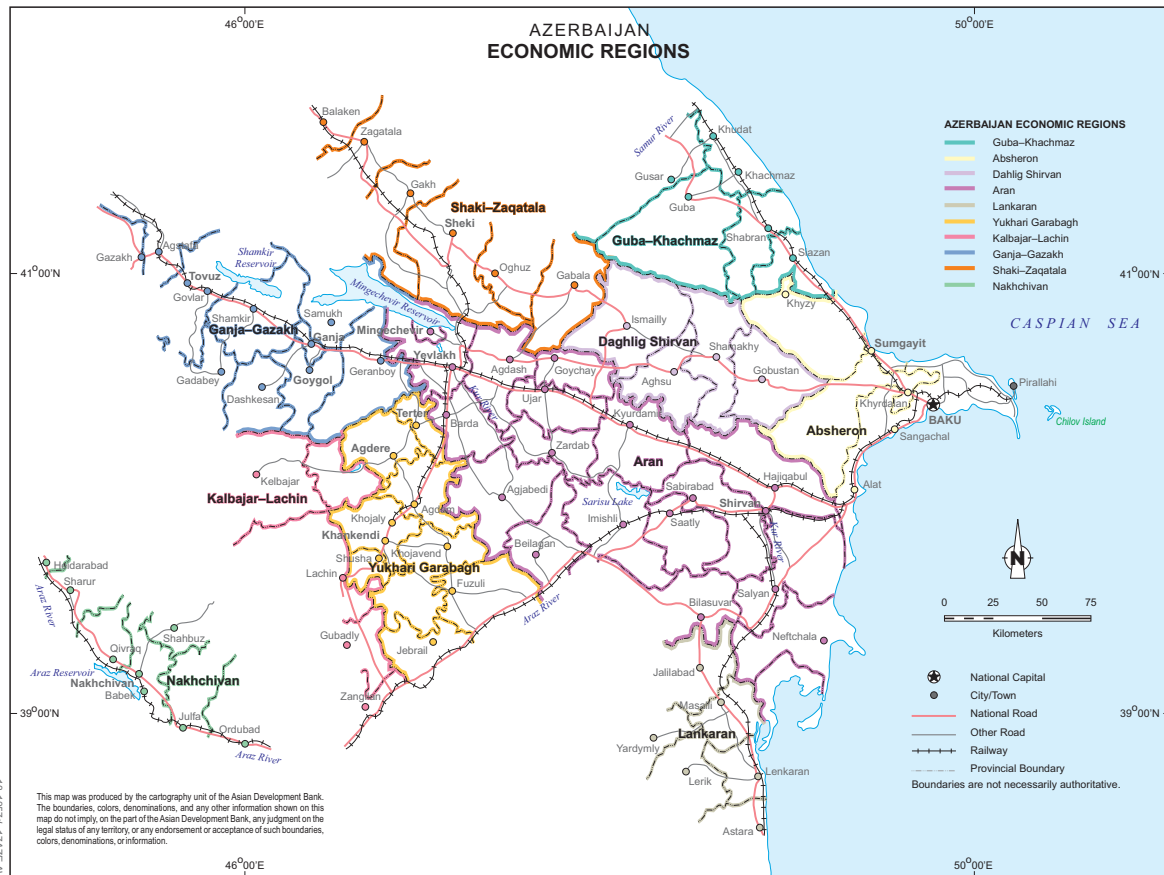 46°00'E
50°00'E
AZERBAIJAN
ECONOMIC REGIONS
AZERBAIJAN ECONOMIC REGIONS
Guba–Khachmaz
Absheron
Dahlig Shirvan
Aran
Lankaran
Yukhari Garabagh
Kalbajar–Lachin
Ganja–Gazakh
Shaki–Zaqatala
Nakhchivan
Balaken
Zagatala
Gakh
Shaki–Zaqatala
Sheki
Oghuz
Gabala
Samur River
Khudat
Gusar
Khachmaz
Guba
Guba–Khachmaz
Shabran
Siazan
Khyzy
41°00'N
41°00'N
CASPIAN SEA
Agstafa
Gazakh
Shamkir
Reservoir
Tovuz
Govlar
Shamkir
Samukh
Mingechevir Reservoir
Mingechevir
Ganja–Gazakh
Ganja
Yevlakh
Geranboy
Goygol
Gadabey
Dashkesan
Ismailly
Daghlig Shirvan
Shamakhy
Agdash
Goychay
Aghsu
Gobustan
Sumgayit
Pirallahi
Khyrdalan
BAKU
Chilov Island
Absheron
Sangachal
Alat
Ujar
Kur River
Kyurdami
Terter
Barda
Zardab
Aran
Agdere
Kelbajar
Kalbajar–Lachin
Agjabedi
Sarisu Lake
Sabirabad
Hajiqabul
Shirvan
Imishli
Saatly
Kur River
Agdam
Khojaly
Khankendi
Khojavend
Shusha
Yukhari Garabagh
Lachin
Beilagan
Fuzuli
Araz River
Salyan
Bilasuvar
Neftchala
Gubadly
Jebrail
Zangilan
Jalilabad
Masalli
Lankaran
Yardymly
Lerik
Lenkaran
Astara
Heidarabad
Sharur
Araz River
Shahbuz
Qivraq
Araz Reservoir
Nakhchivan
Nakhchivan
Babek
Julfa
Ordubad
Araz River
39°00'N
39°00'N
N
0 25 50 75
Kilometers
National Capital
City/Town
National Road
Other Road
Railway
Provincial Boundary
Boundaries are not necessarily authoritative.
This map was produced by the cartography unit of the Asian Development Bank.
The boundaries, colors, denominations, and any other information shown on this
map do not imply, on the part of the Asian Development Bank, any judgment on the
legal status of any territory, or any endorsement or acceptance of such boundaries,
colors, denominations, or information.
46°00'E
50°00'E